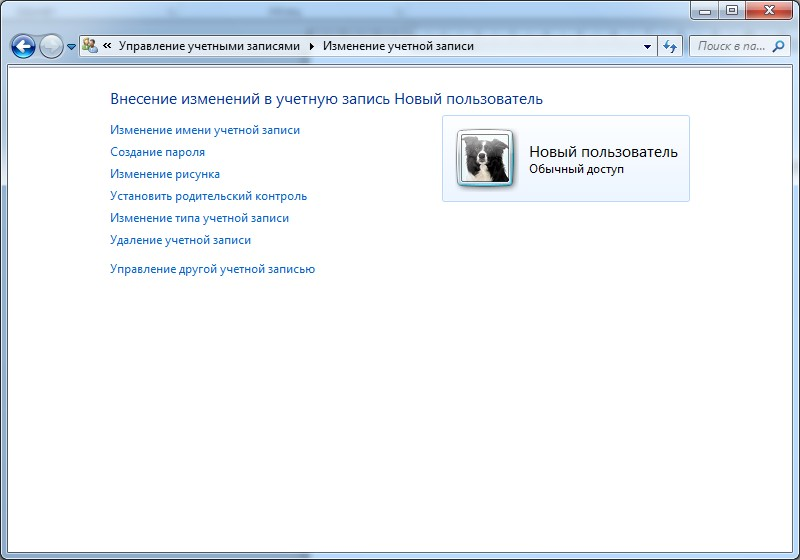 « Управление учетными записями Изменение учетной записи Поиск в па...
Внесение изменений в учетную запись Новый пользователь
Изменение имени учетной записи
Создание пароля
Изменение рисунка
Установить родительский контроль
Изменение типа учетной записи
Удаление учетной записи
Управление другой учетной записью
Новый пользователь
Обычный доступ